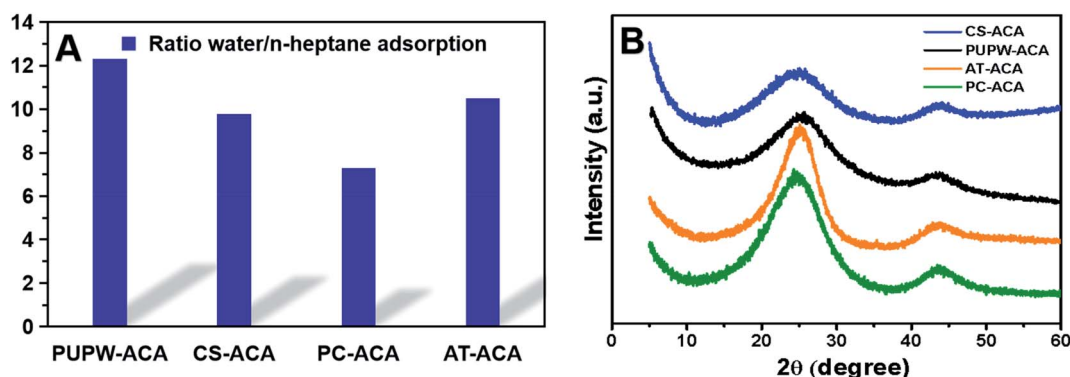 A
Ratio water/n-heptane adsorption
14
12
10
8
6
4
2
0
PUPW-ACA CS-ACA PC-ACA AT-ACA
B
CS-ACA
PUPW-ACA
AT-ACA
PC-ACA
Intensity (a.u.)
0 10 20 30 40 50 60
2θ (degree)